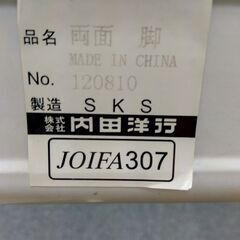 品名 両面 脚
MADE IN CHINA
No. 120810
製造 SKS
株式会社 内田洋行
JOIFA307